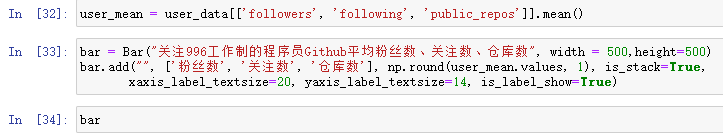 In [32]: user_mean = user_data[['followers', 'following', 'public_repos']].mean()
In [33]: bar = Bar("关注996工作制的程序员Github平均粉丝数、关注数、仓库数", width = 500,height=500)
bar.add("", ['粉丝数', '关注数', '仓库数'], np.round(user_mean.values, 1), is_stack=True,
xaxis_label_textsize=20, yaxis_label_textsize=14, is_label_show=True)
In [34]: bar